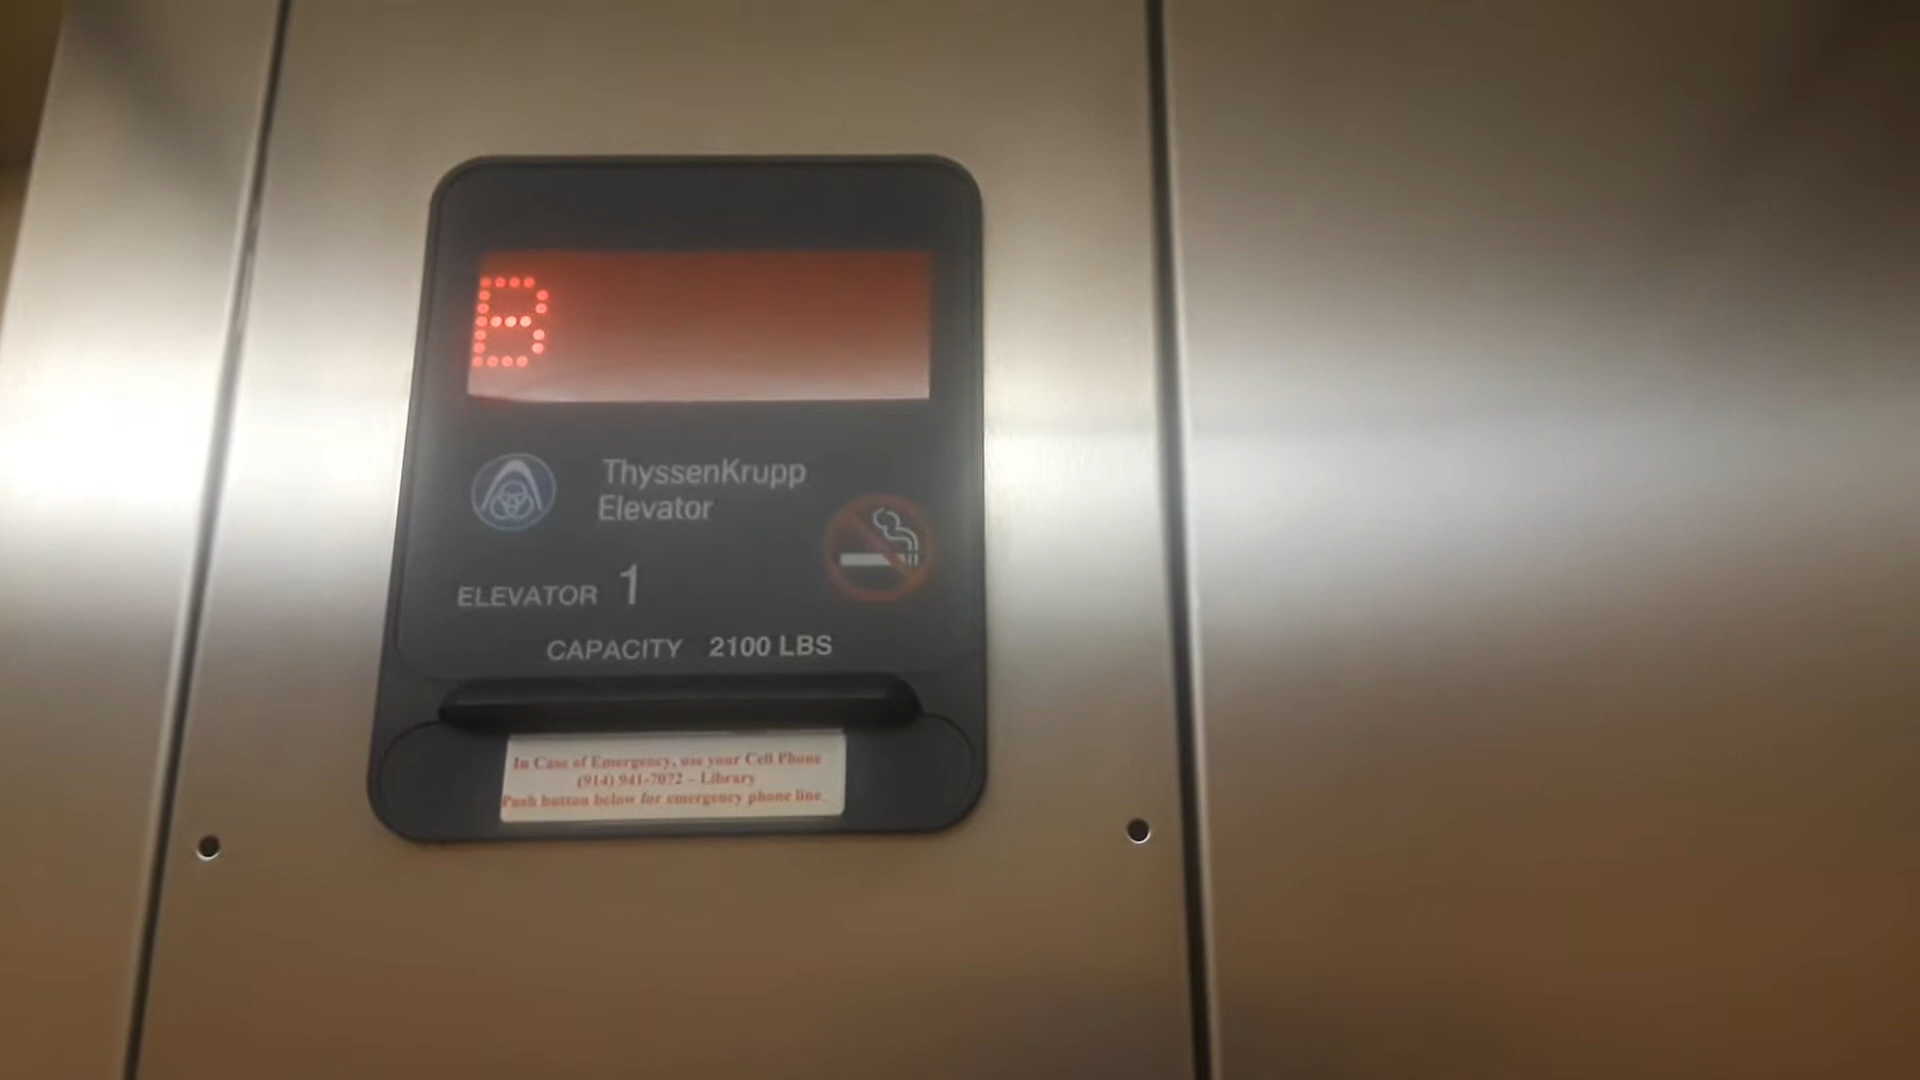 B
ThyssenKrupp
Elevator
ELEVATOR 1
CAPACITY 2100 LBS
In Case of Emergency, use your Cell Phone
(914) 941-7072 – Library
Push button below for emergency phone line